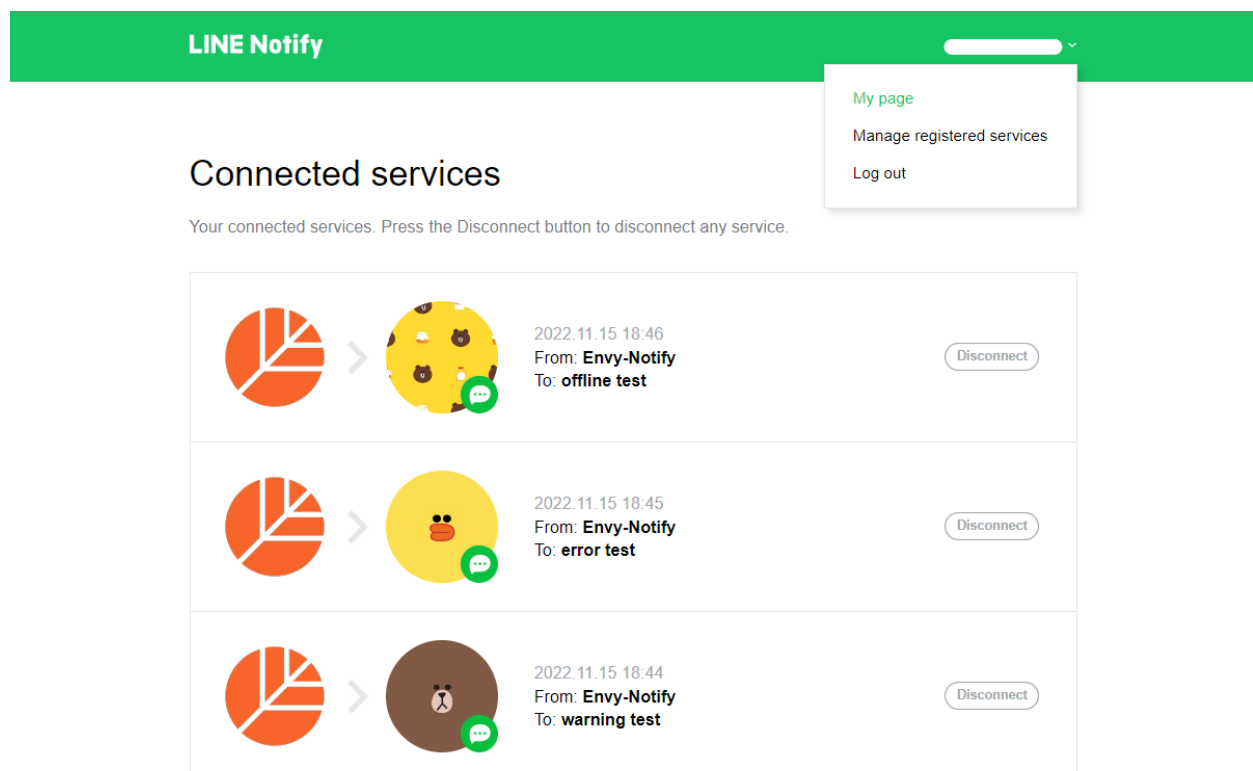 LINE Notify
My page
Manage registered services
Log out
Connected services
Your connected services. Press the Disconnect button to disconnect any service.
2022.11.15 18:46
From: Envy-Notify
To: offline test
Disconnect
2022.11.15 18:45
From: Envy-Notify
To: error test
Disconnect
2022.11.15 18:44
From: Envy-Notify
To: warning test
Disconnect